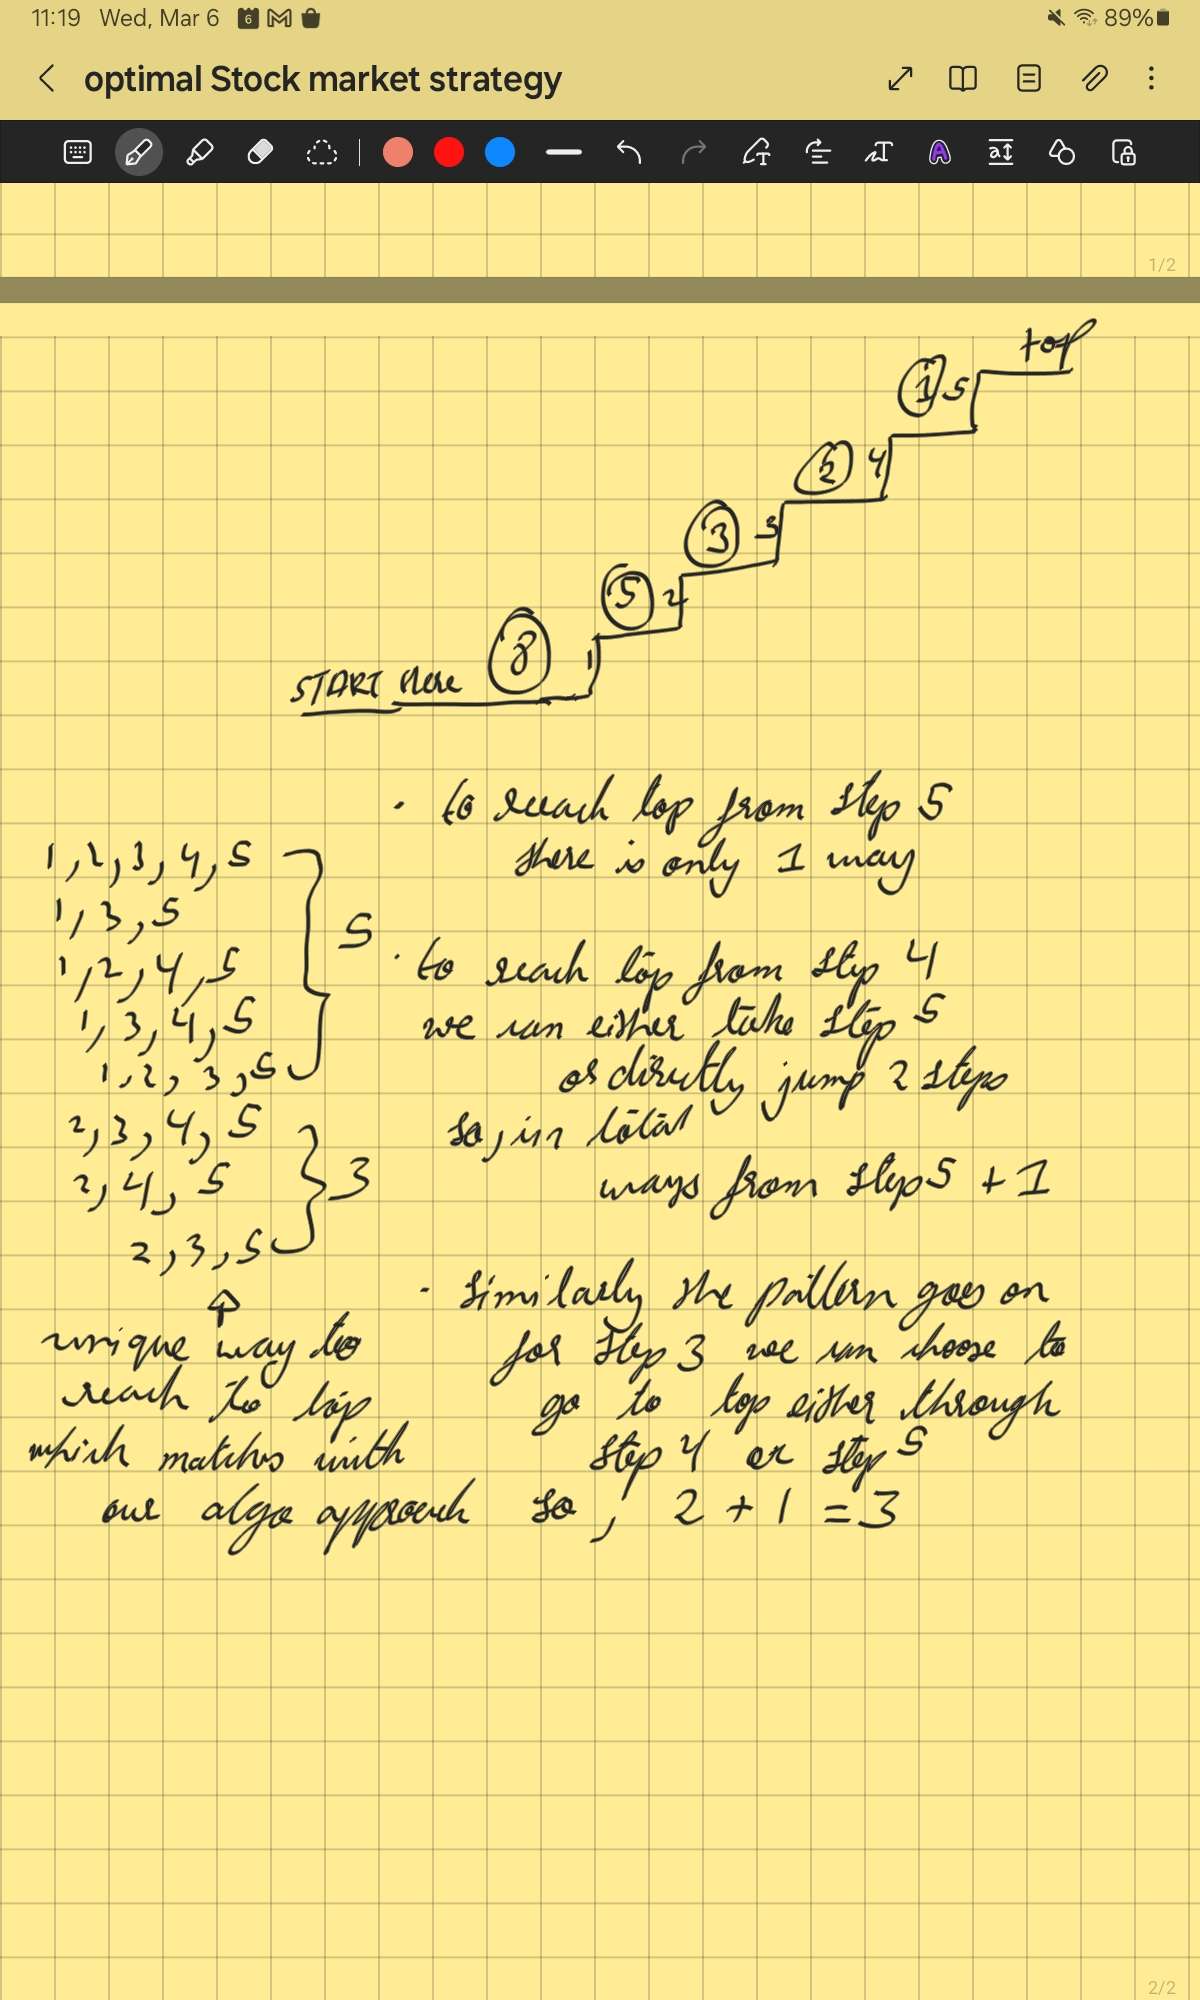 11:19 Wed, Mar 6
6
89%
optimal Stock market strategy
1/2
top
1 5
2 4
3 3
5 2
8 1
START Here
1,2,3,4,5
1,3,5
1,2,4,5
1,3,4,5
1,2,3,5
5
2,3,4,5
2,4,5
2,3,5
3
unique way to
reach to top
which matches with
our algo approach
· to reach top from step 5
there is only 1 way
· to reach top from step 4
we can either take step 5
or directly jump 2 steps
so, in total
ways from step 5 + 1
· Similarly the pattern goes on
for step 3 we can choose to
go to top either through
step 4 or step 5
so, 2 + 1 = 3
2/2